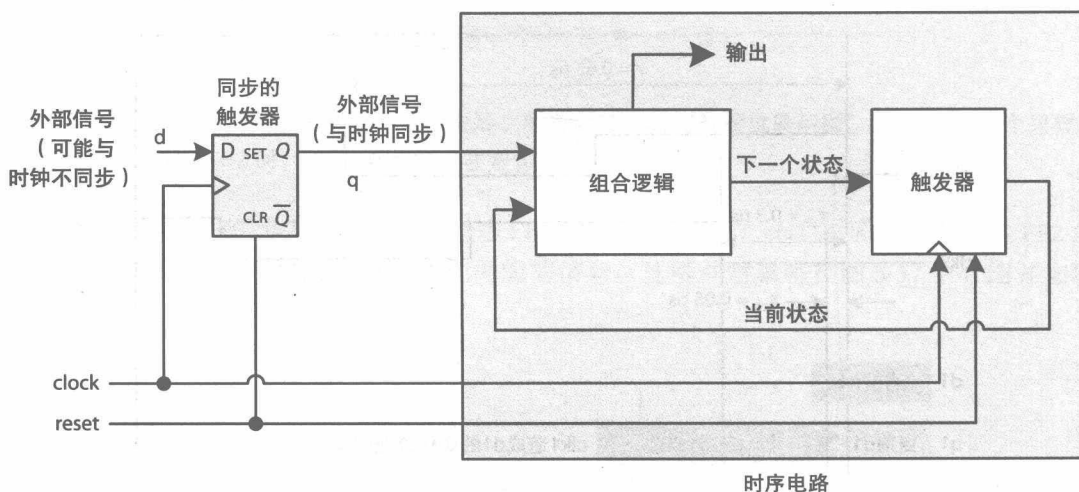 输出
同步的
触发器
外部信号
（可能与
时钟不同步）
d
D SET Q
CLR Q̅
外部信号
（与时钟同步）
q
组合逻辑
下一个状态
触发器
当前状态
clock
reset
时序电路